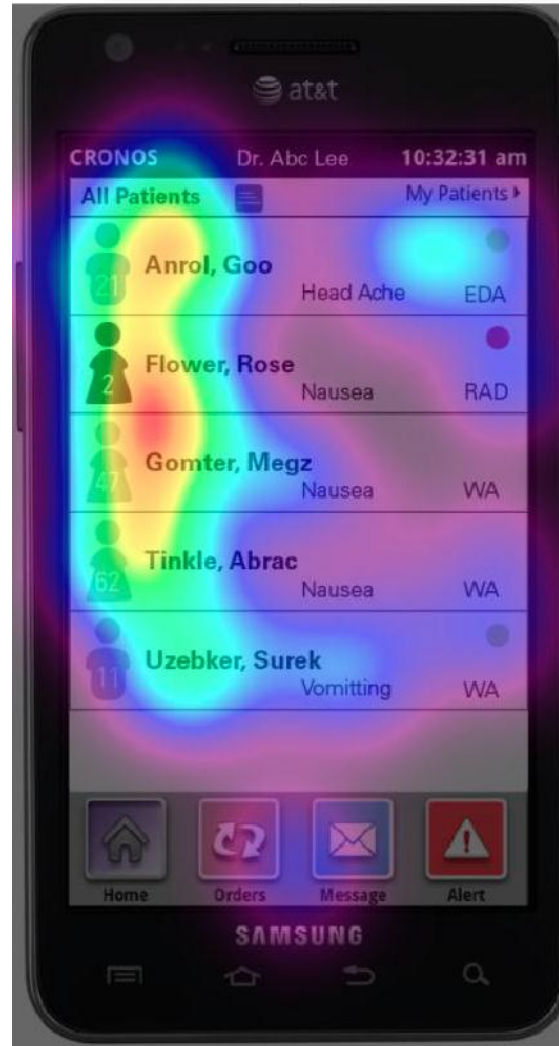 at&t
CRONOS Dr. Abc Lee 10:32:31 am
All Patients My Patients
21 Anrol, Goo
Head Ache EDA
2 Flower, Rose
Nausea RAD
47 Gomter, Megz
Nausea WA
62 Tinkle, Abrac
Nausea WA
11 Uzebker, Surek
Vomitting WA
Home Orders Message Alert
SAMSUNG